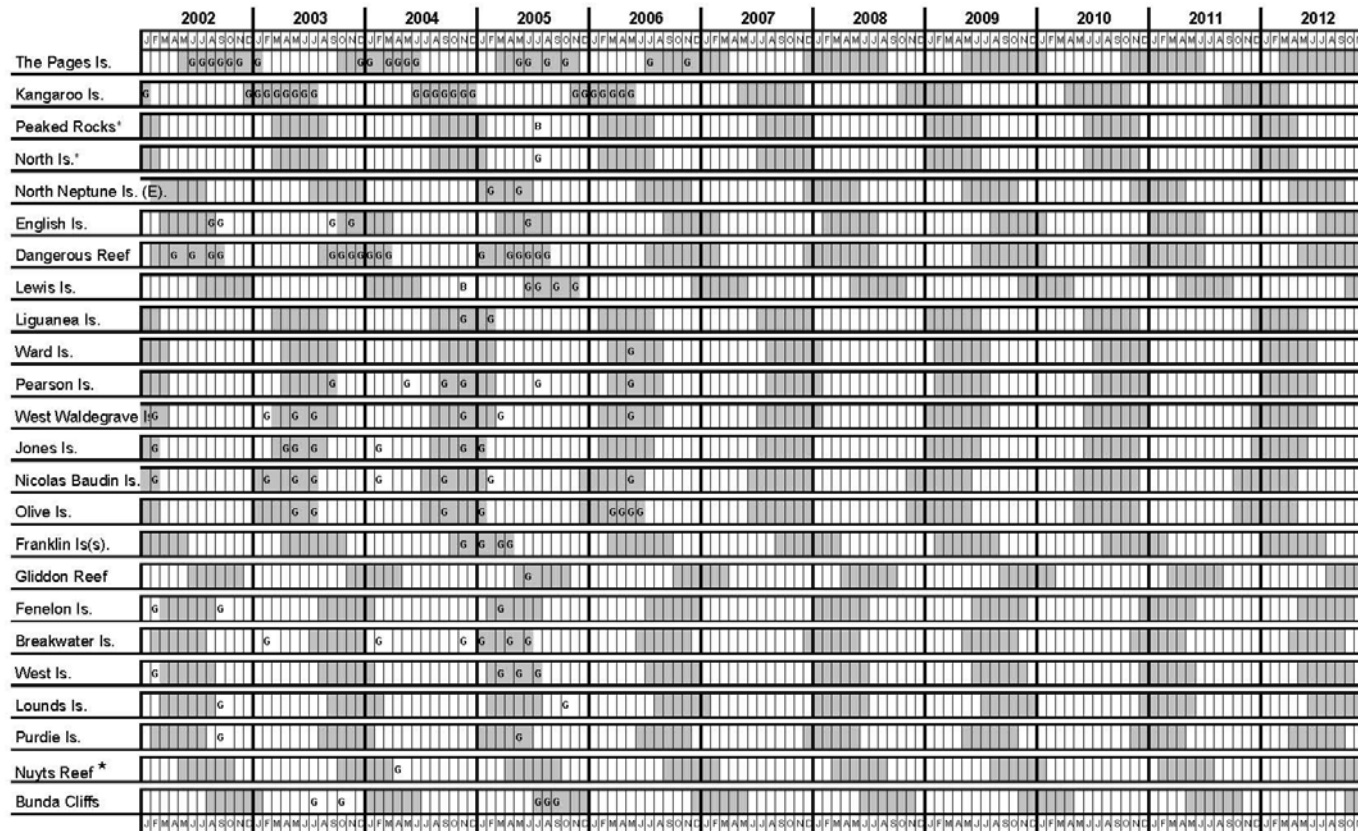 2002 2003 2004 2005 2006 2007 2008 2009 2010 2011 2012
J F M A M J J A S O N D J F M A M J J A S O N D J F M A M J J A S O N D J F M A M J J A S O N D J F M A M J J A S O N D J F M A M J J A S O N D J F M A M J J A S O N D J F M A M J J A S O N D J F M A M J J A S O N D J F M A M J J A S O N D J F M A M J J A S O
The Pages Is. G G G G G G G G G G G G G G G G G G G
Kangaroo Is. G G G G G G G G G G G G G G G G G G G G G G G
Peaked Rocks* B
North Is.* G
North Neptune Is. (E). G G
English Is. G G G G G
Dangerous Reef G G G G G G G G G G G G G G G G G
Lewis Is. B G G G G
Liguanea Is. G G
Ward Is. G
Pearson Is. G G G G G G
West Waldegrave Is G G G G G G G
Jones Is. G G G G G G G
Nicolas Baudin Is. G G G G G G G G
Olive Is. G G G G G G G G
Franklin Is(s). G G G G
Gliddon Reef G
Fenelon Is. G G G
Breakwater Is. G G G G G G
West Is. G G G G
Lounds Is. G G
Purdie Is. G G
Nuyts Reef * G
Bunda Cliffs G G G G G
J F M A M J J A S O N D J F M A M J J A S O N D J F M A M J J A S O N D J F M A M J J A S O N D J F M A M J J A S O N D J F M A M J J A S O N D J F M A M J J A S O N D J F M A M J J A S O N D J F M A M J J A S O N D J F M A M J J A S O N D J F M A M J J A S O